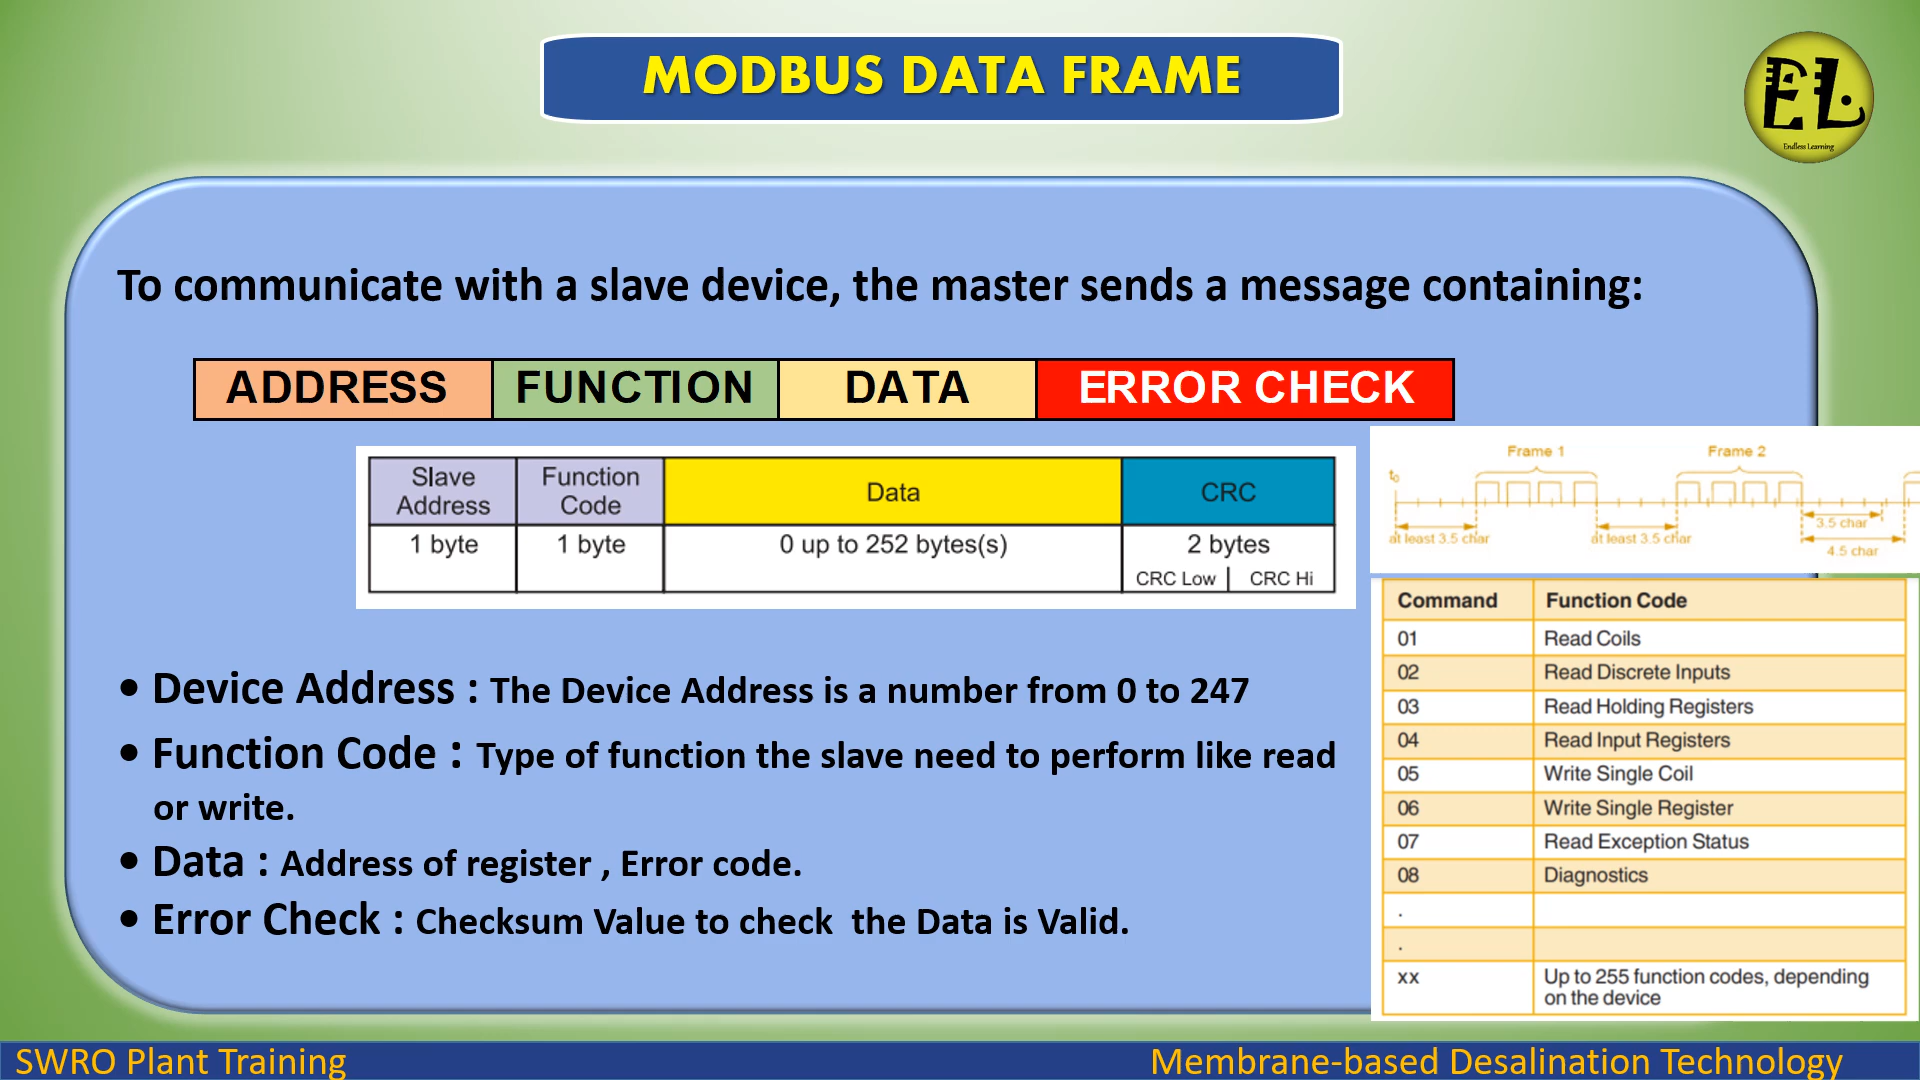 MODBUS DATA FRAME
EL
Endless Learning
To communicate with a slave device, the master sends a message containing:
ADDRESS FUNCTION DATA ERROR CHECK
Slave Address Function Code Data CRC
1 byte 1 byte 0 up to 252 bytes(s) 2 bytes
CRC Low CRC Hi
Frame 1 Frame 2
t0
3.5 char
at least 3.5 char at least 3.5 char
4.5 char
Command Function Code
01 Read Coils
02 Read Discrete Inputs
03 Read Holding Registers
04 Read Input Registers
05 Write Single Coil
06 Write Single Register
07 Read Exception Status
08 Diagnostics
.
.
xx Up to 255 function codes, depending
on the device
• Device Address : The Device Address is a number from 0 to 247
• Function Code : Type of function the slave need to perform like read
or write.
• Data : Address of register , Error code.
• Error Check : Checksum Value to check the Data is Valid.
SWRO Plant Training
Membrane-based Desalination Technology